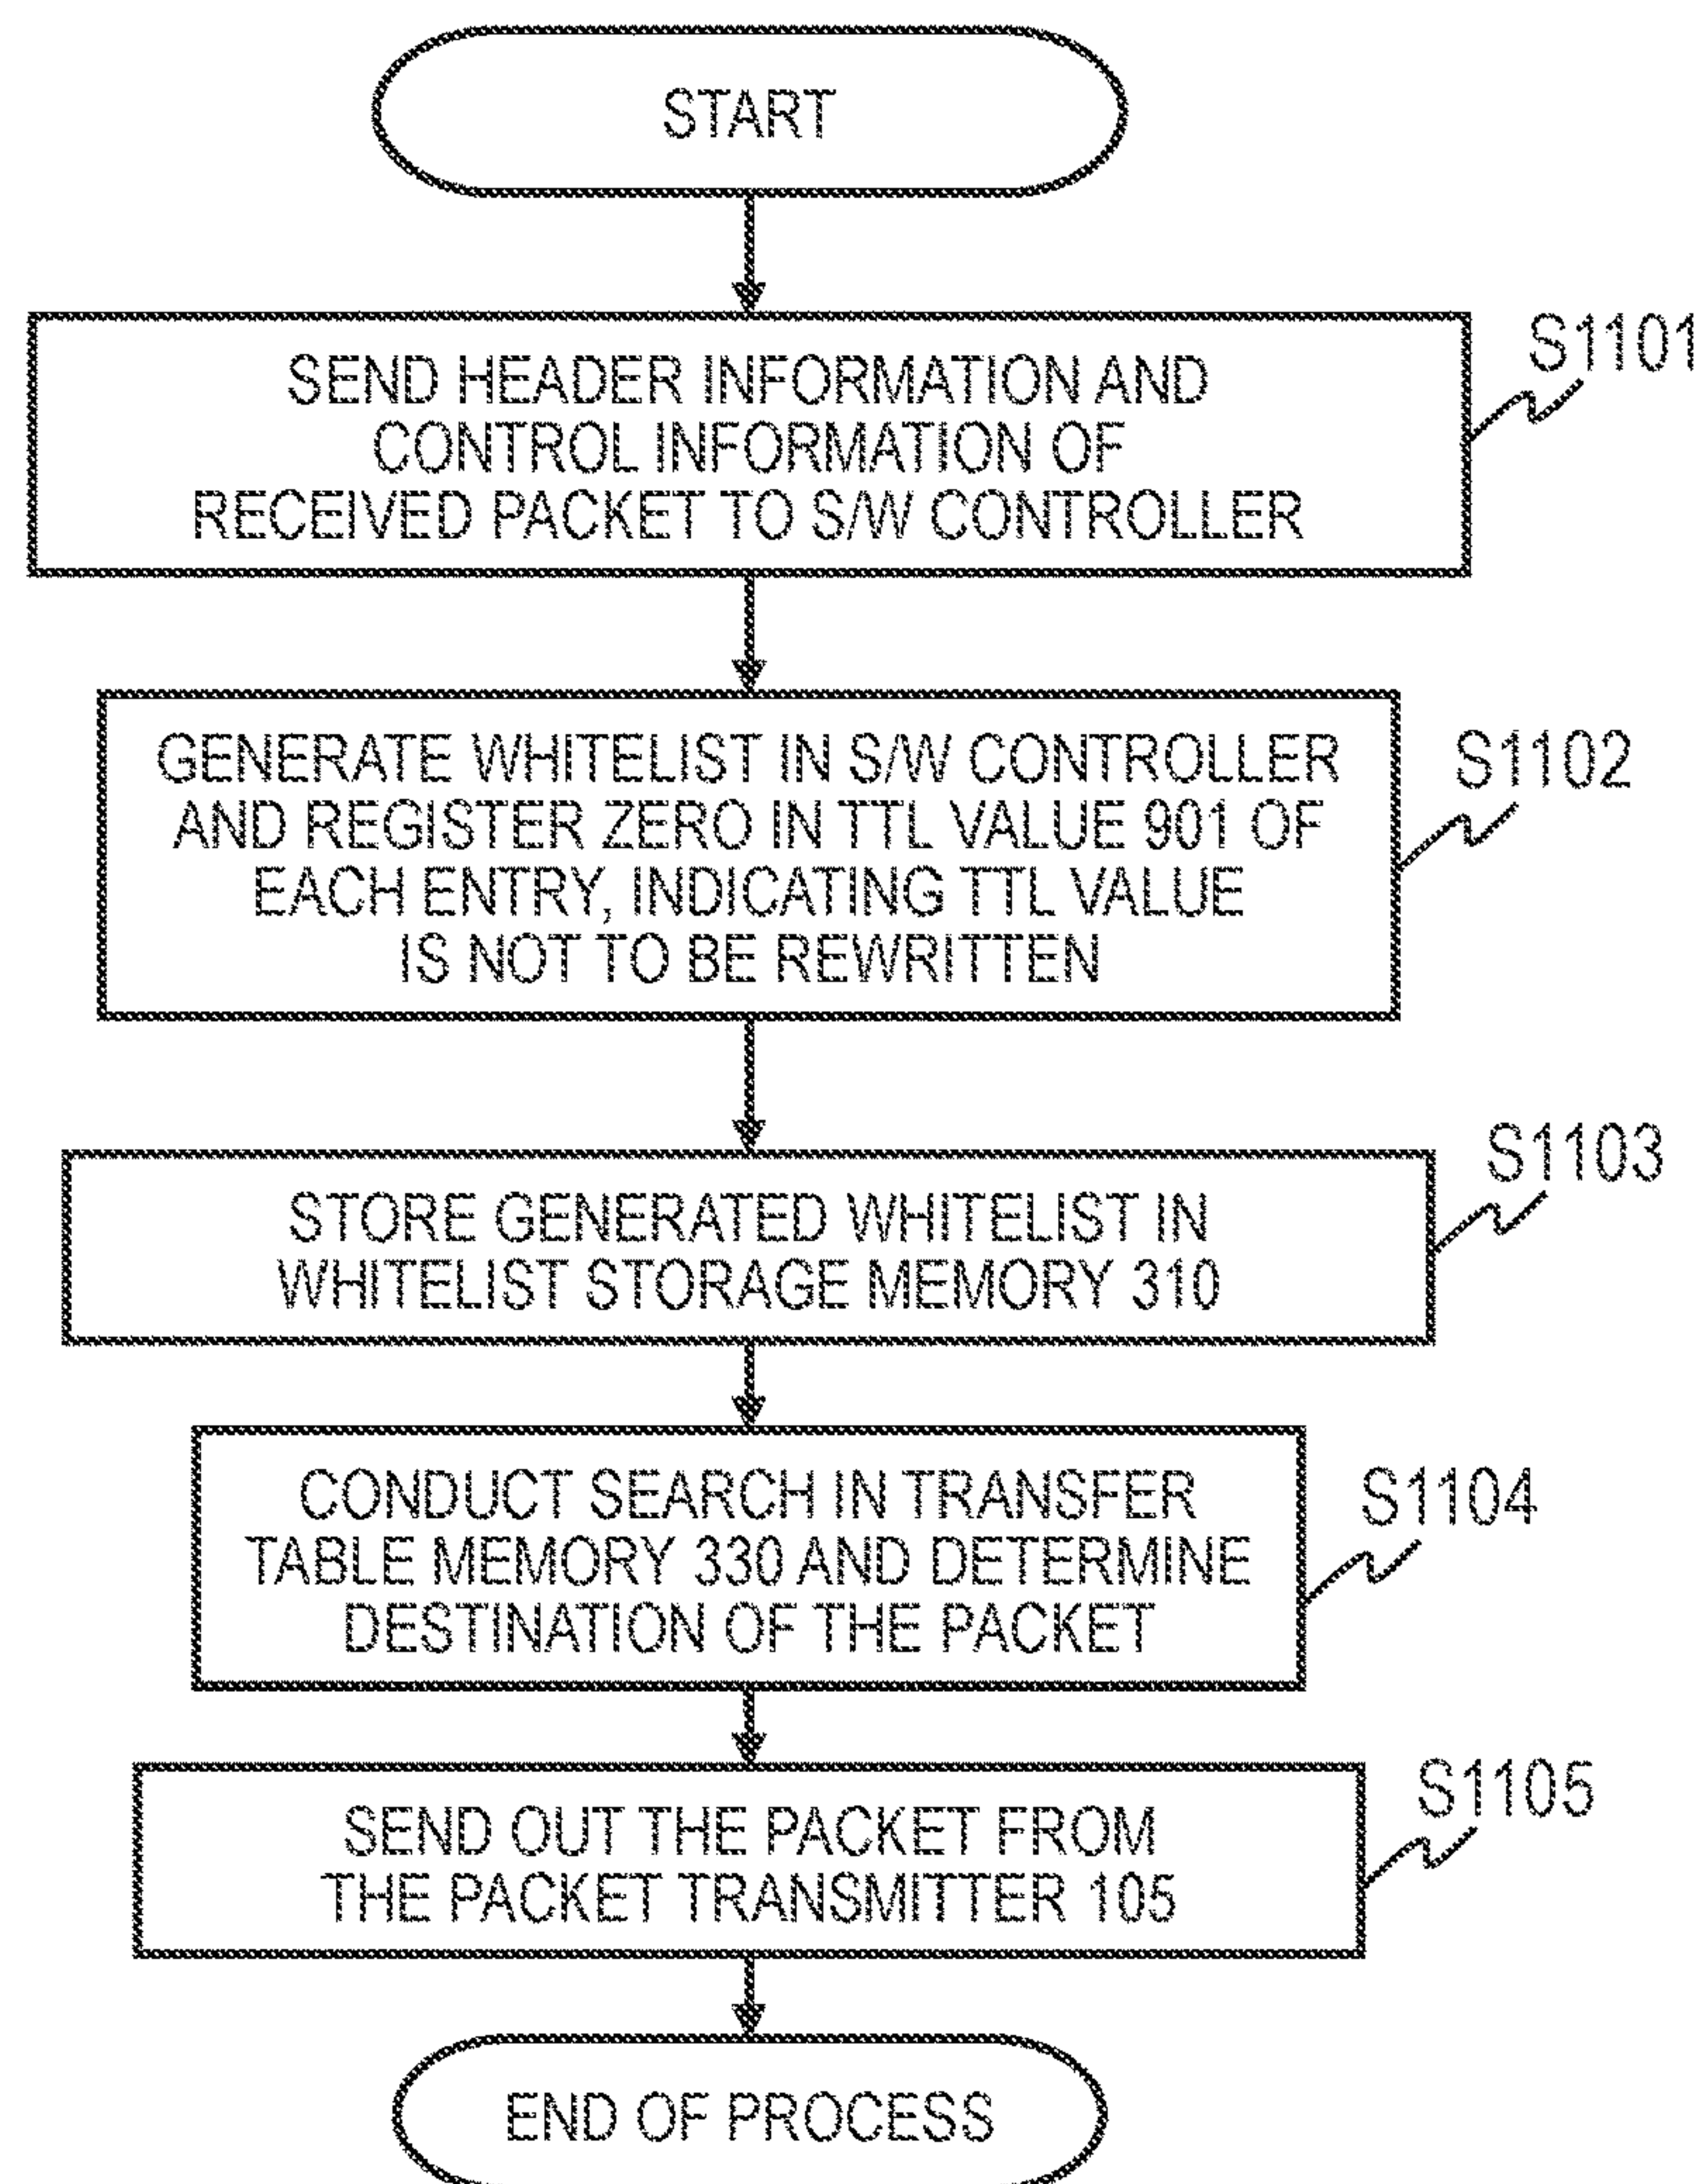 START
SEND HEADER INFORMATION AND
CONTROL INFORMATION OF
RECEIVED PACKET TO S/W CONTROLLER
S1101
GENERATE WHITELIST IN S/W CONTROLLER
AND REGISTER ZERO IN TTL VALUE 901 OF
EACH ENTRY, INDICATING TTL VALUE
IS NOT TO BE REWRITTEN
S1102
STORE GENERATED WHITELIST IN
WHITELIST STORAGE MEMORY 310
S1103
CONDUCT SEARCH IN TRANSFER
TABLE MEMORY 330 AND DETERMINE
DESTINATION OF THE PACKET
S1104
SEND OUT THE PACKET FROM
THE PACKET TRANSMITTER 105
S1105
END OF PROCESS